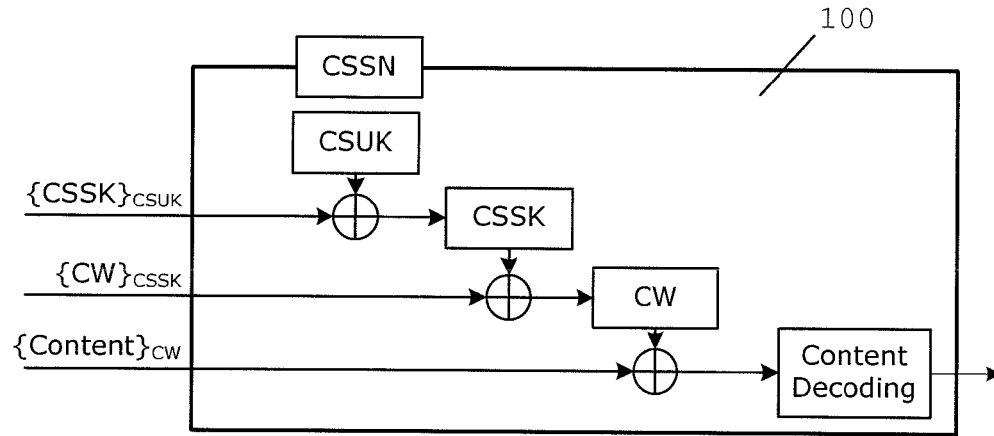 100
CSSN
CSUK
{CSSK}CSUK
CSSK
{CW}CSSK
CW
{Content}CW
Content
Decoding